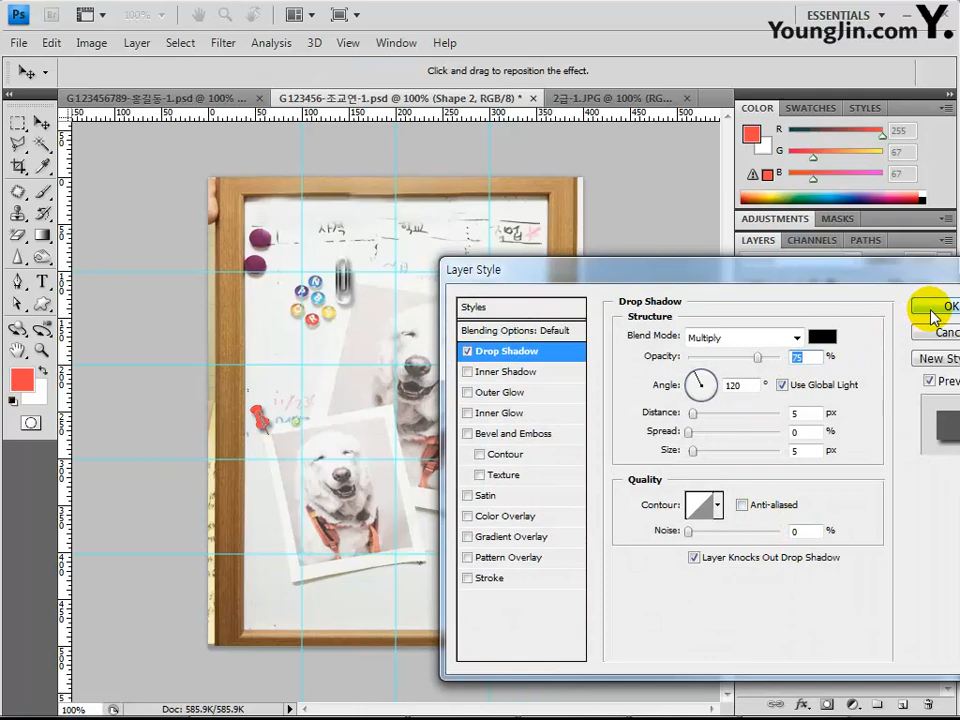 Ps Br 100% ESSENTIALS
YoungJin.com Y.
File Edit Image Layer Select Filter Analysis 3D View Window Help
Click and drag to reposition the effect.
G123456789-홍길동-1.psd @ 100% ... G123456-조교연-1.psd @ 100% (Shape 2, RGB/8) * 2급-1.JPG @ 100% (RG...
COLOR SWATCHES STYLES
R 255
G 67
B 67
ADJUSTMENTS MASKS
LAYERS CHANNELS PATHS
Layer Style
Styles
Blending Options: Default
Drop Shadow
Inner Shadow
Outer Glow
Inner Glow
Bevel and Emboss
Contour
Texture
Satin
Color Overlay
Gradient Overlay
Pattern Overlay
Stroke
Drop Shadow
Structure
Blend Mode: Multiply
Opacity: 75 %
Angle: 120 ° Use Global Light
Distance: 5 px
Spread: 0 %
Size: 5 px
Quality
Contour: Anti-aliased
Noise: 0 %
Layer Knocks Out Drop Shadow
OK
Canc
New Sty
Prev
100% Doc: 585.9K/585.9K